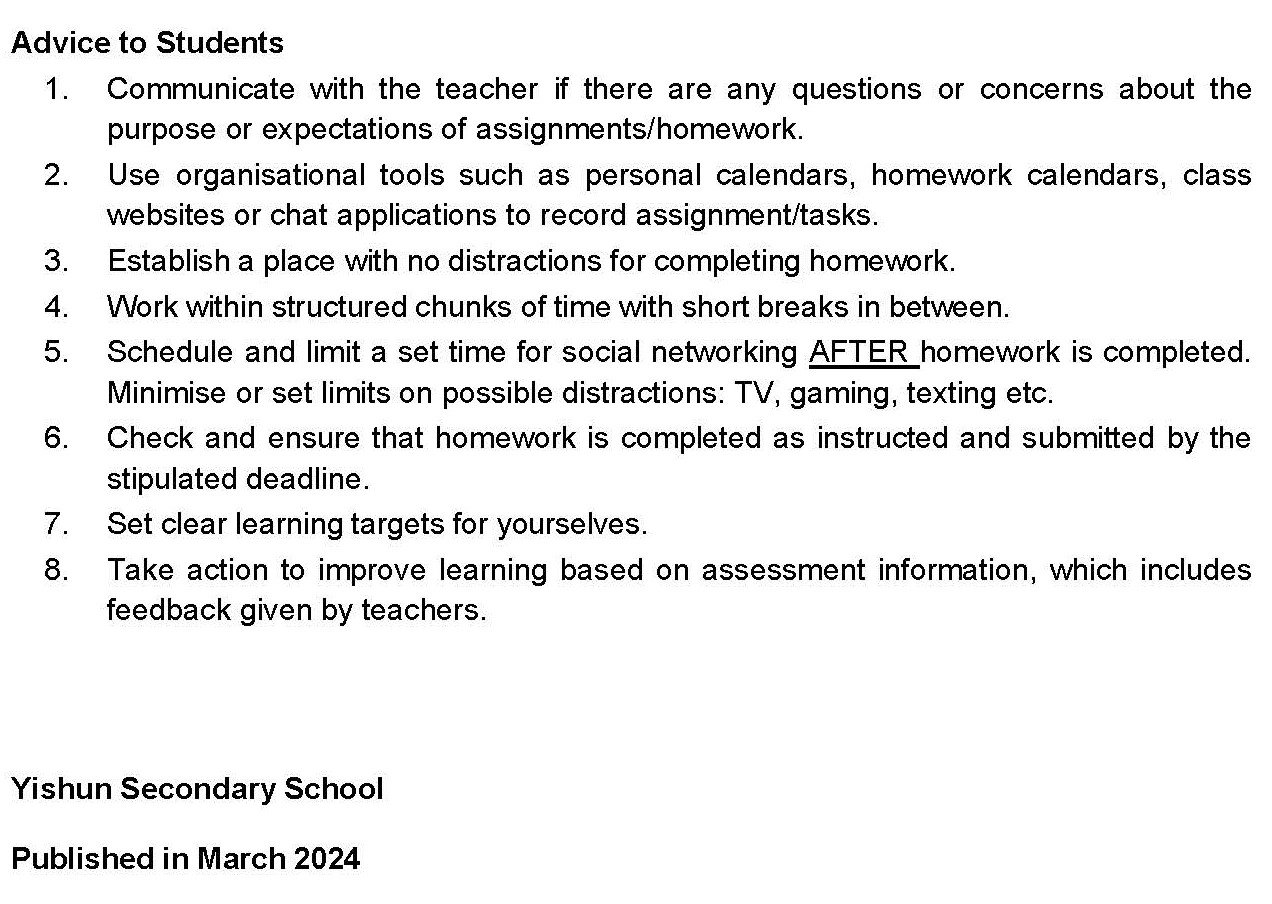 Advice to Students
1. Communicate with the teacher if there are any questions or concerns about the
purpose or expectations of assignments/homework.
2. Use organisational tools such as personal calendars, homework calendars, class
websites or chat applications to record assignment/tasks.
3. Establish a place with no distractions for completing homework.
4. Work within structured chunks of time with short breaks in between.
5. Schedule and limit a set time for social networking AFTER homework is completed.
Minimise or set limits on possible distractions: TV, gaming, texting etc.
6. Check and ensure that homework is completed as instructed and submitted by the
stipulated deadline.
7. Set clear learning targets for yourselves.
8. Take action to improve learning based on assessment information, which includes
feedback given by teachers.
Yishun Secondary School
Published in March 2024